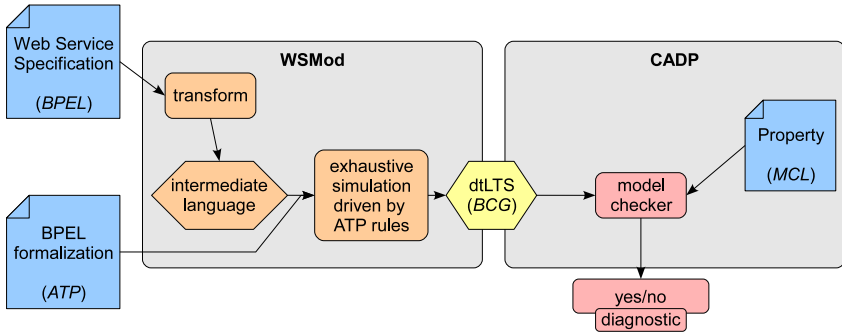 Web Service
Specification
(BPEL)
WSMod
transform
intermediate
language
exhaustive
simulation
driven by
ATP rules
BPEL
formalization
(ATP)
dtLTS
(BCG)
CADP
Property
(MCL)
model
checker
yes/no
diagnostic